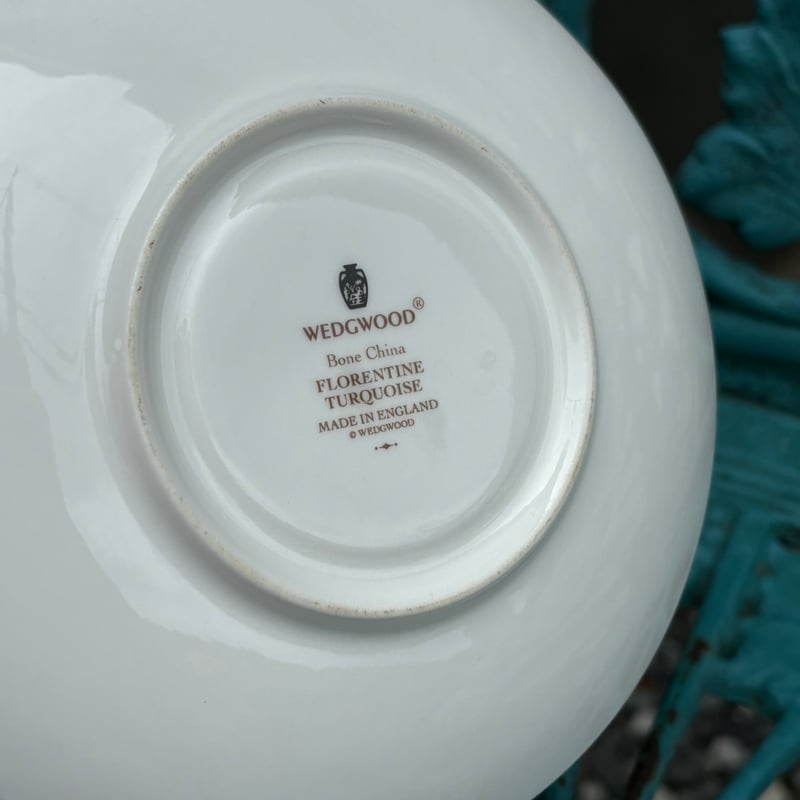 WEDGWOOD®
Bone China
FLORENTINE
TURQUOISE
MADE IN ENGLAND
© WEDGWOOD